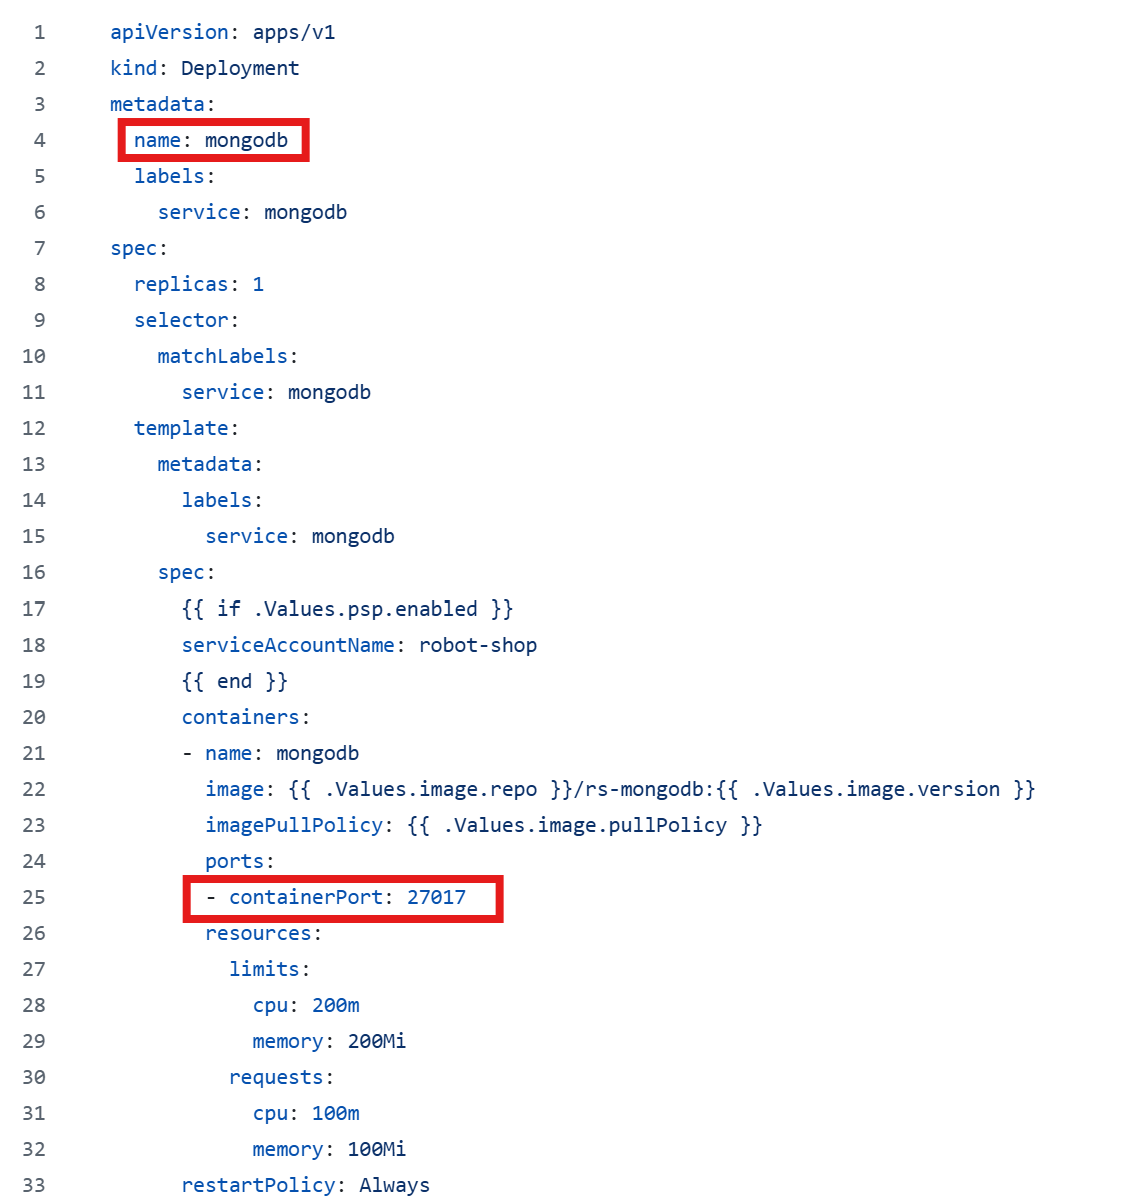 1 apiVersion: apps/v1
2 kind: Deployment
3 metadata:
4   name: mongodb
5   labels:
6     service: mongodb
7 spec:
8   replicas: 1
9   selector:
10     matchLabels:
11       service: mongodb
12   template:
13     metadata:
14       labels:
15         service: mongodb
16     spec:
17       {{ if .Values.psp.enabled }}
18       serviceAccountName: robot-shop
19       {{ end }}
20       containers:
21       - name: mongodb
22         image: {{ .Values.image.repo }}/rs-mongodb:{{ .Values.image.version }}
23         imagePullPolicy: {{ .Values.image.pullPolicy }}
24         ports:
25         - containerPort: 27017
26         resources:
27           limits:
28             cpu: 200m
29             memory: 200Mi
30           requests:
31             cpu: 100m
32             memory: 100Mi
33       restartPolicy: Always